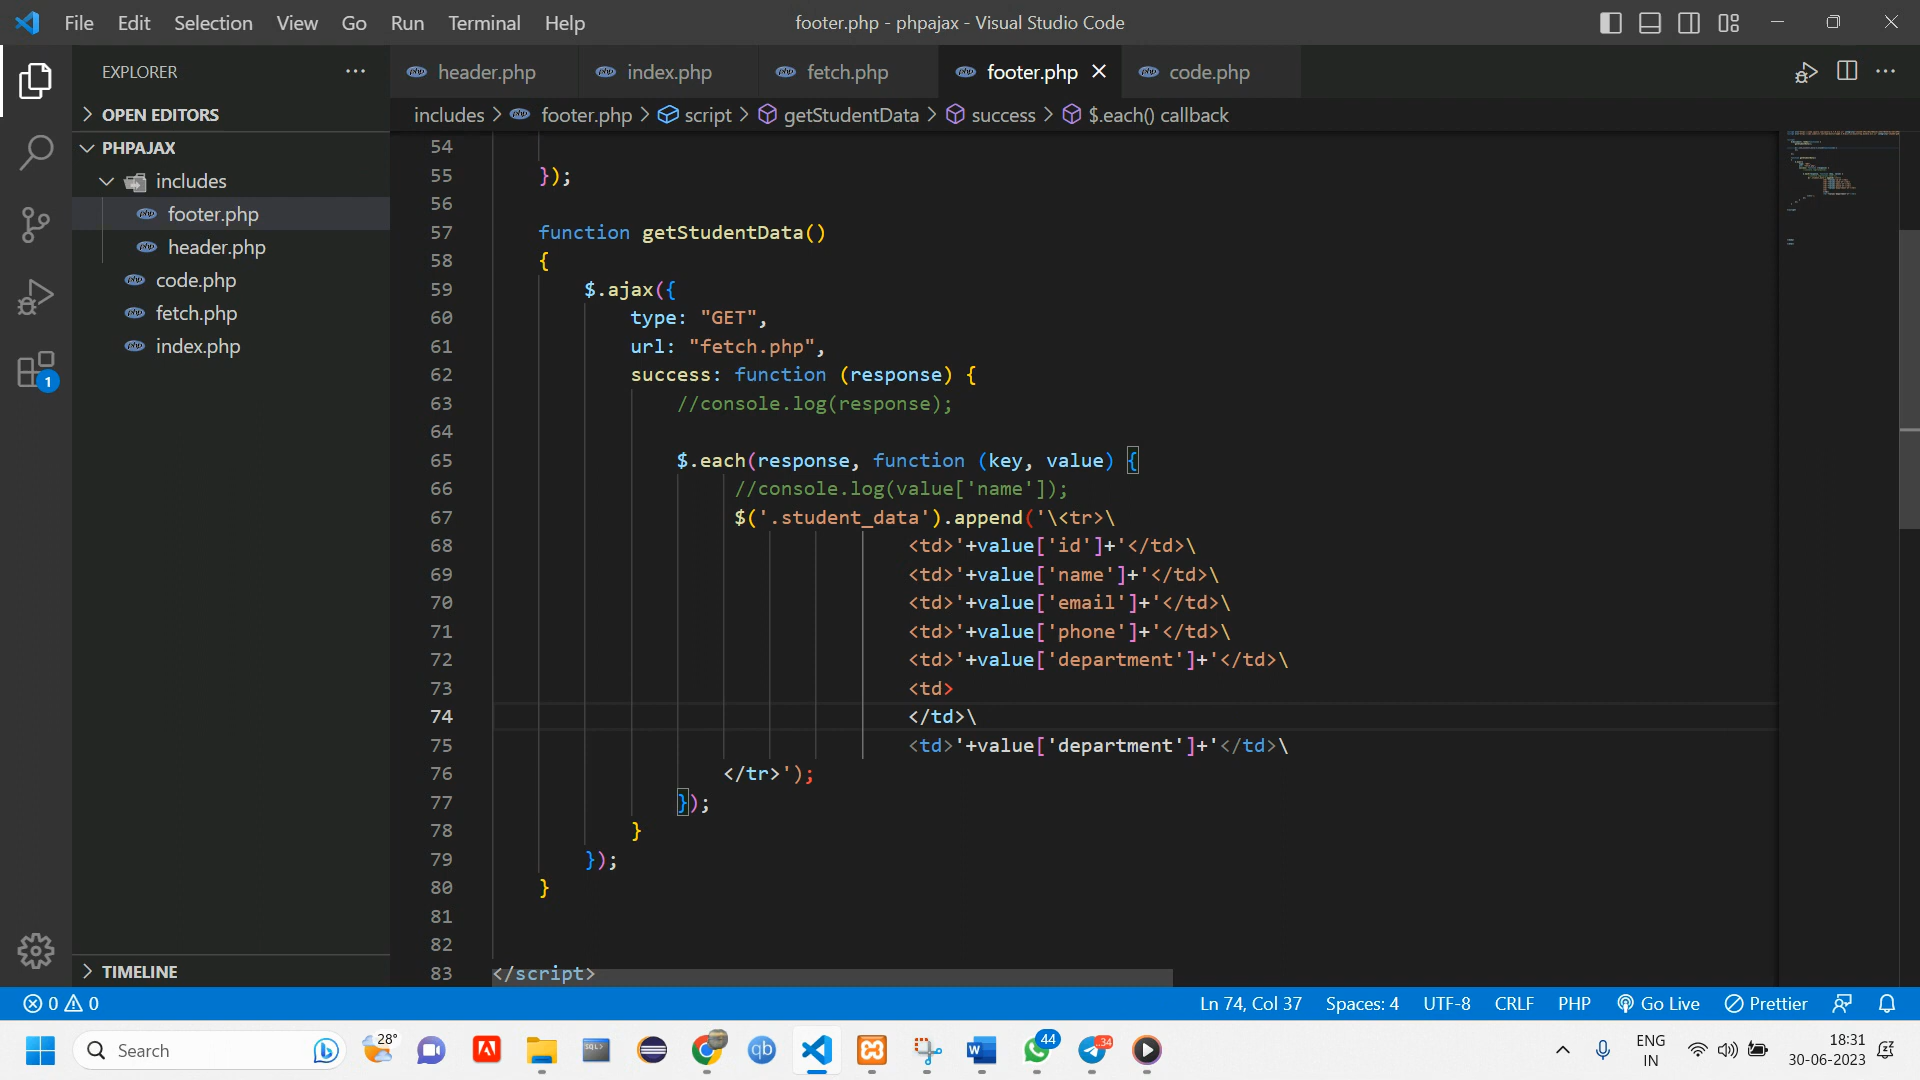 File Edit Selection View Go Run Terminal Help
footer.php - phpajax - Visual Studio Code
EXPLORER
OPEN EDITORS
PHPAJAX
includes
footer.php
header.php
code.php
fetch.php
index.php
1
TIMELINE
header.php index.php fetch.php footer.php code.php
includes > footer.php > script > getStudentData > success > $.each() callback
54
55 });
56
57 function getStudentData()
58 {
59 $.ajax({
60 type: "GET",
61 url: "fetch.php",
62 success: function (response) {
63 //console.log(response);
64
65 $.each(response, function (key, value) {
66 //console.log(value['name']);
67 $('.student_data').append('\<tr>\
68 <td>'+value['id']+'</td>\
69 <td>'+value['name']+'</td>\
70 <td>'+value['email']+'</td>\
71 <td>'+value['phone']+'</td>\
72 <td>'+value['department']+'</td>\
73 <td>
74 </td>\
75 <td>'+value['department']+'</td>\
76 </tr>');
77 });
78 }
79 });
80 }
81
82
83 </script>
0 0
Ln 74, Col 37 Spaces: 4 UTF-8 CRLF PHP Go Live Prettier
Search
28°
SQL>
qb
44
34
ENG
IN
18:31
30-06-2023